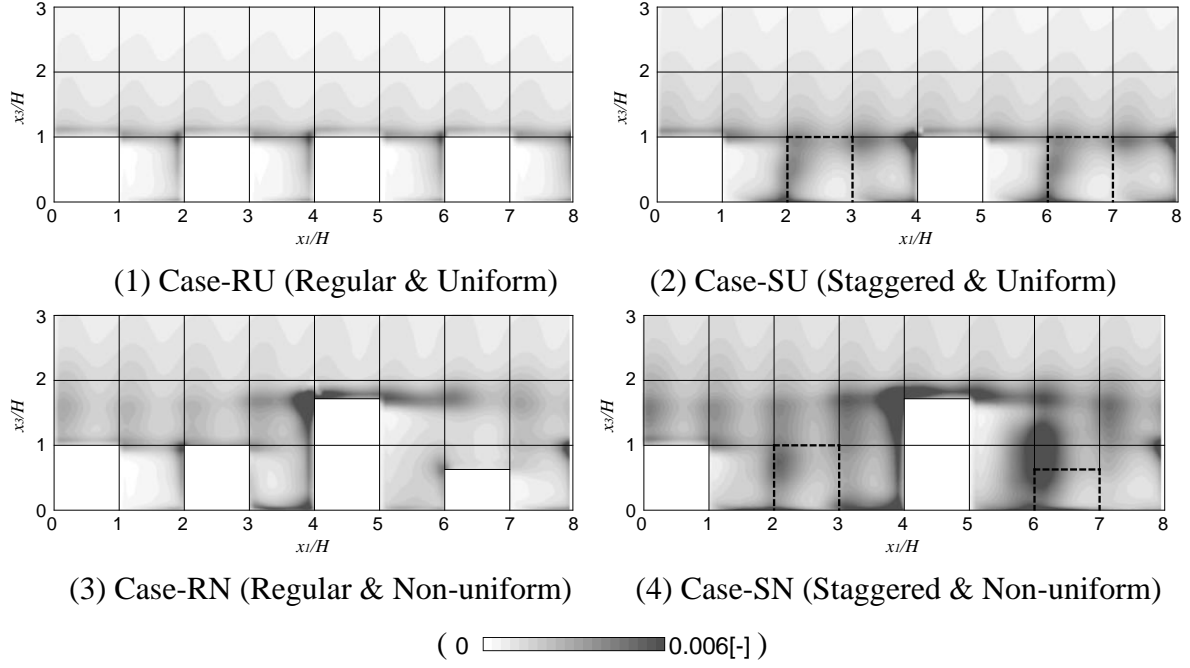 3
2
x3/H
1
0
0 1 2 3 4 5 6 7 8
x1/H
(1) Case-RU (Regular & Uniform)
3
2
x3/H
1
0
0 1 2 3 4 5 6 7 8
x1/H
(2) Case-SU (Staggered & Uniform)
3
2
x3/H
1
0
0 1 2 3 4 5 6 7 8
x1/H
(3) Case-RN (Regular & Non-uniform)
3
2
x3/H
1
0
0 1 2 3 4 5 6 7 8
x1/H
(4) Case-SN (Staggered & Non-uniform)
( 0 0.006[-] )